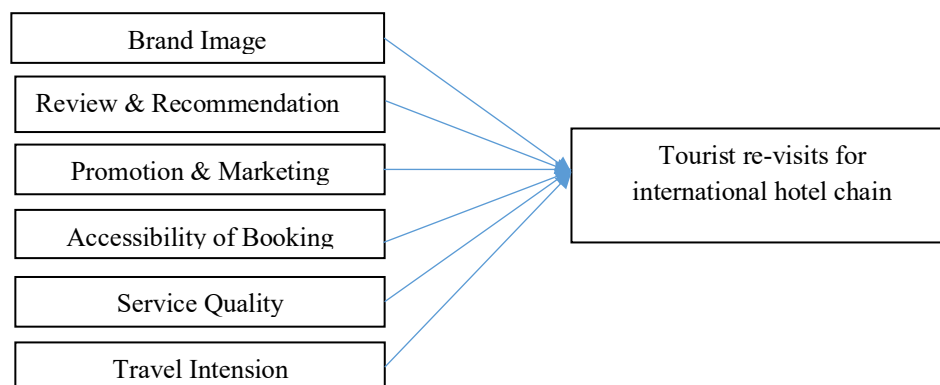 Brand Image
Review & Recommendation
Promotion & Marketing
Accessibility of Booking
Service Quality
Travel Intension
Tourist re-visits for
international hotel chain